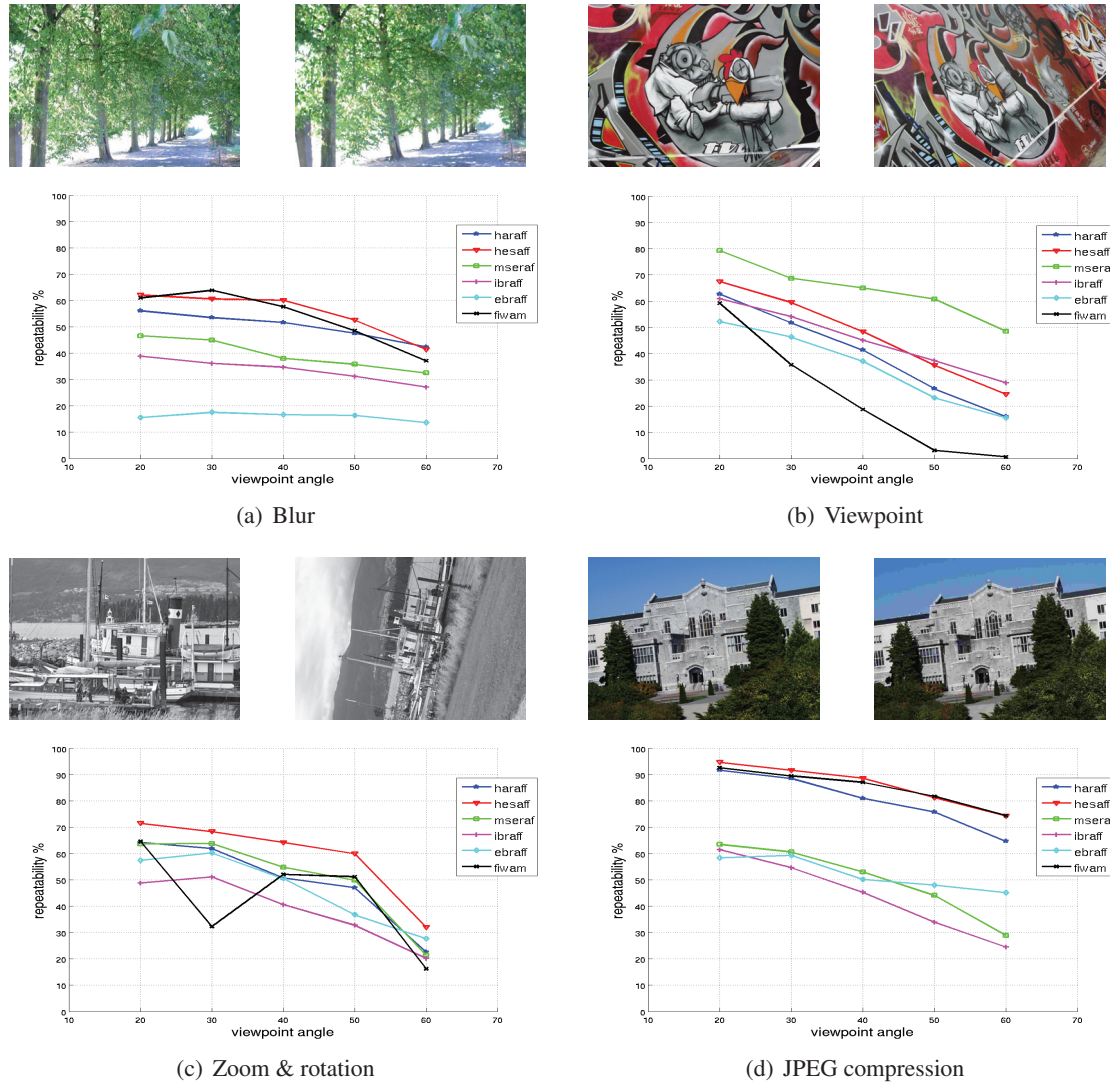 100
90
80
70
60
50
40
30
20
10
0
repeatability %
10 20 30 40 50 60 70
viewpoint angle
haraff
hesaff
mseraf
ibraff
ebraff
fiwam
(a) Blur
100
90
80
70
60
50
40
30
20
10
0
repeatability %
10 20 30 40 50 60 70
viewpoint angle
haraff
hesaff
mseraf
ibraff
ebraff
fiwam
(b) Viewpoint
100
90
80
70
60
50
40
30
20
10
0
repeatability %
10 20 30 40 50 60 70
viewpoint angle
haraff
hesaff
mseraf
ibraff
ebraff
fiwam
(c) Zoom & rotation
100
90
80
70
60
50
40
30
20
10
0
repeatability %
10 20 30 40 50 60 70
viewpoint angle
haraff
hesaff
mseraf
ibraff
ebraff
fiwam
(d) JPEG compression